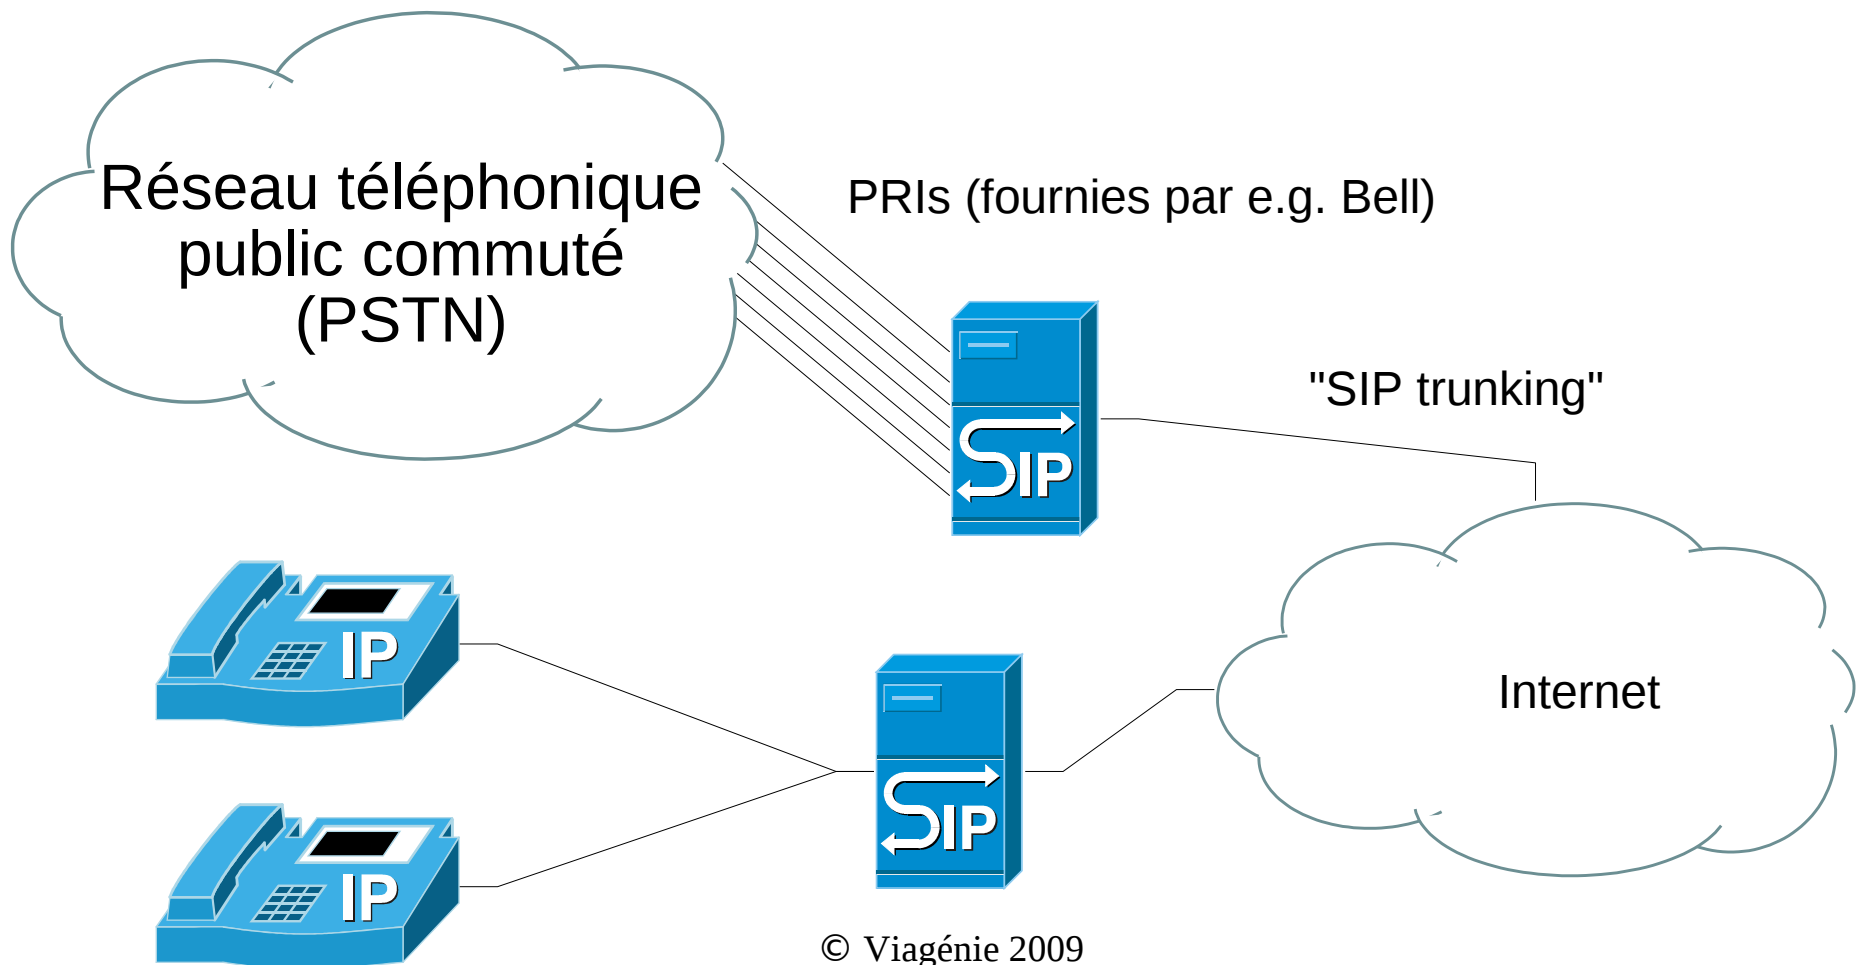 Réseau téléphonique
public commuté
(PSTN)
PRIs (fournies par e.g. Bell)
"SIP trunking"
SIP
IP
Internet
SIP
IP
© Viagénie 2009